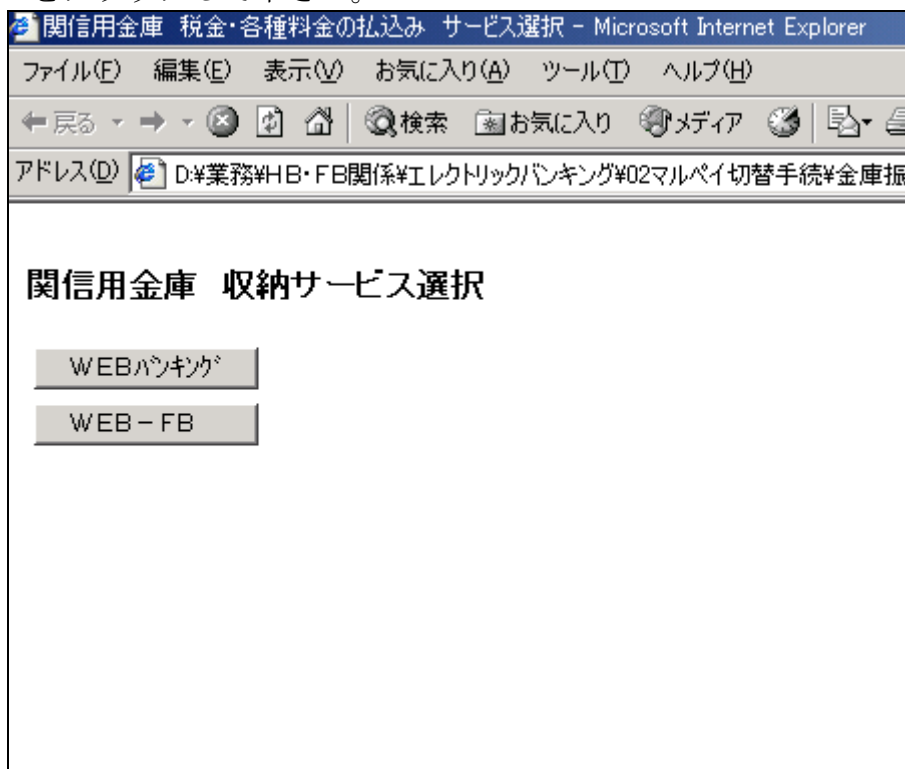 関信用金庫 税金・各種料金の払込み サービス選択 - Microsoft Internet Explorer
ファイル(F) 編集(E) 表示(V) お気に入り(A) ツール(T) ヘルプ(H)
戻る 検索 お気に入り メディア
アドレス(D) D:¥業務¥ＨＢ・ＦＢ関係¥エレクトリックバンキング¥02マルペイ切替手続¥金庫振
関信用金庫 収納サービス選択
ＷＥＢﾊﾞﾝｷﾝｸﾞ
ＷＥＢ－ＦＢ